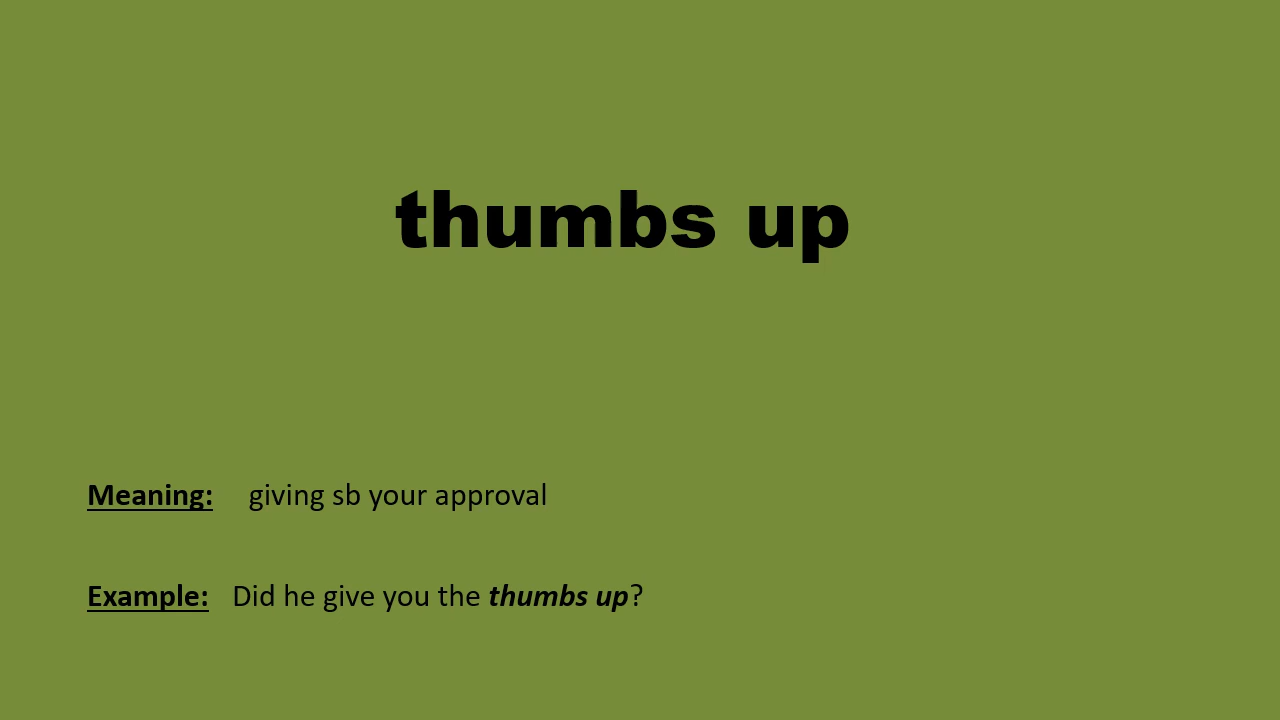 thumbs up
Meaning: giving sb your approval
Example: Did he give you the thumbs up?